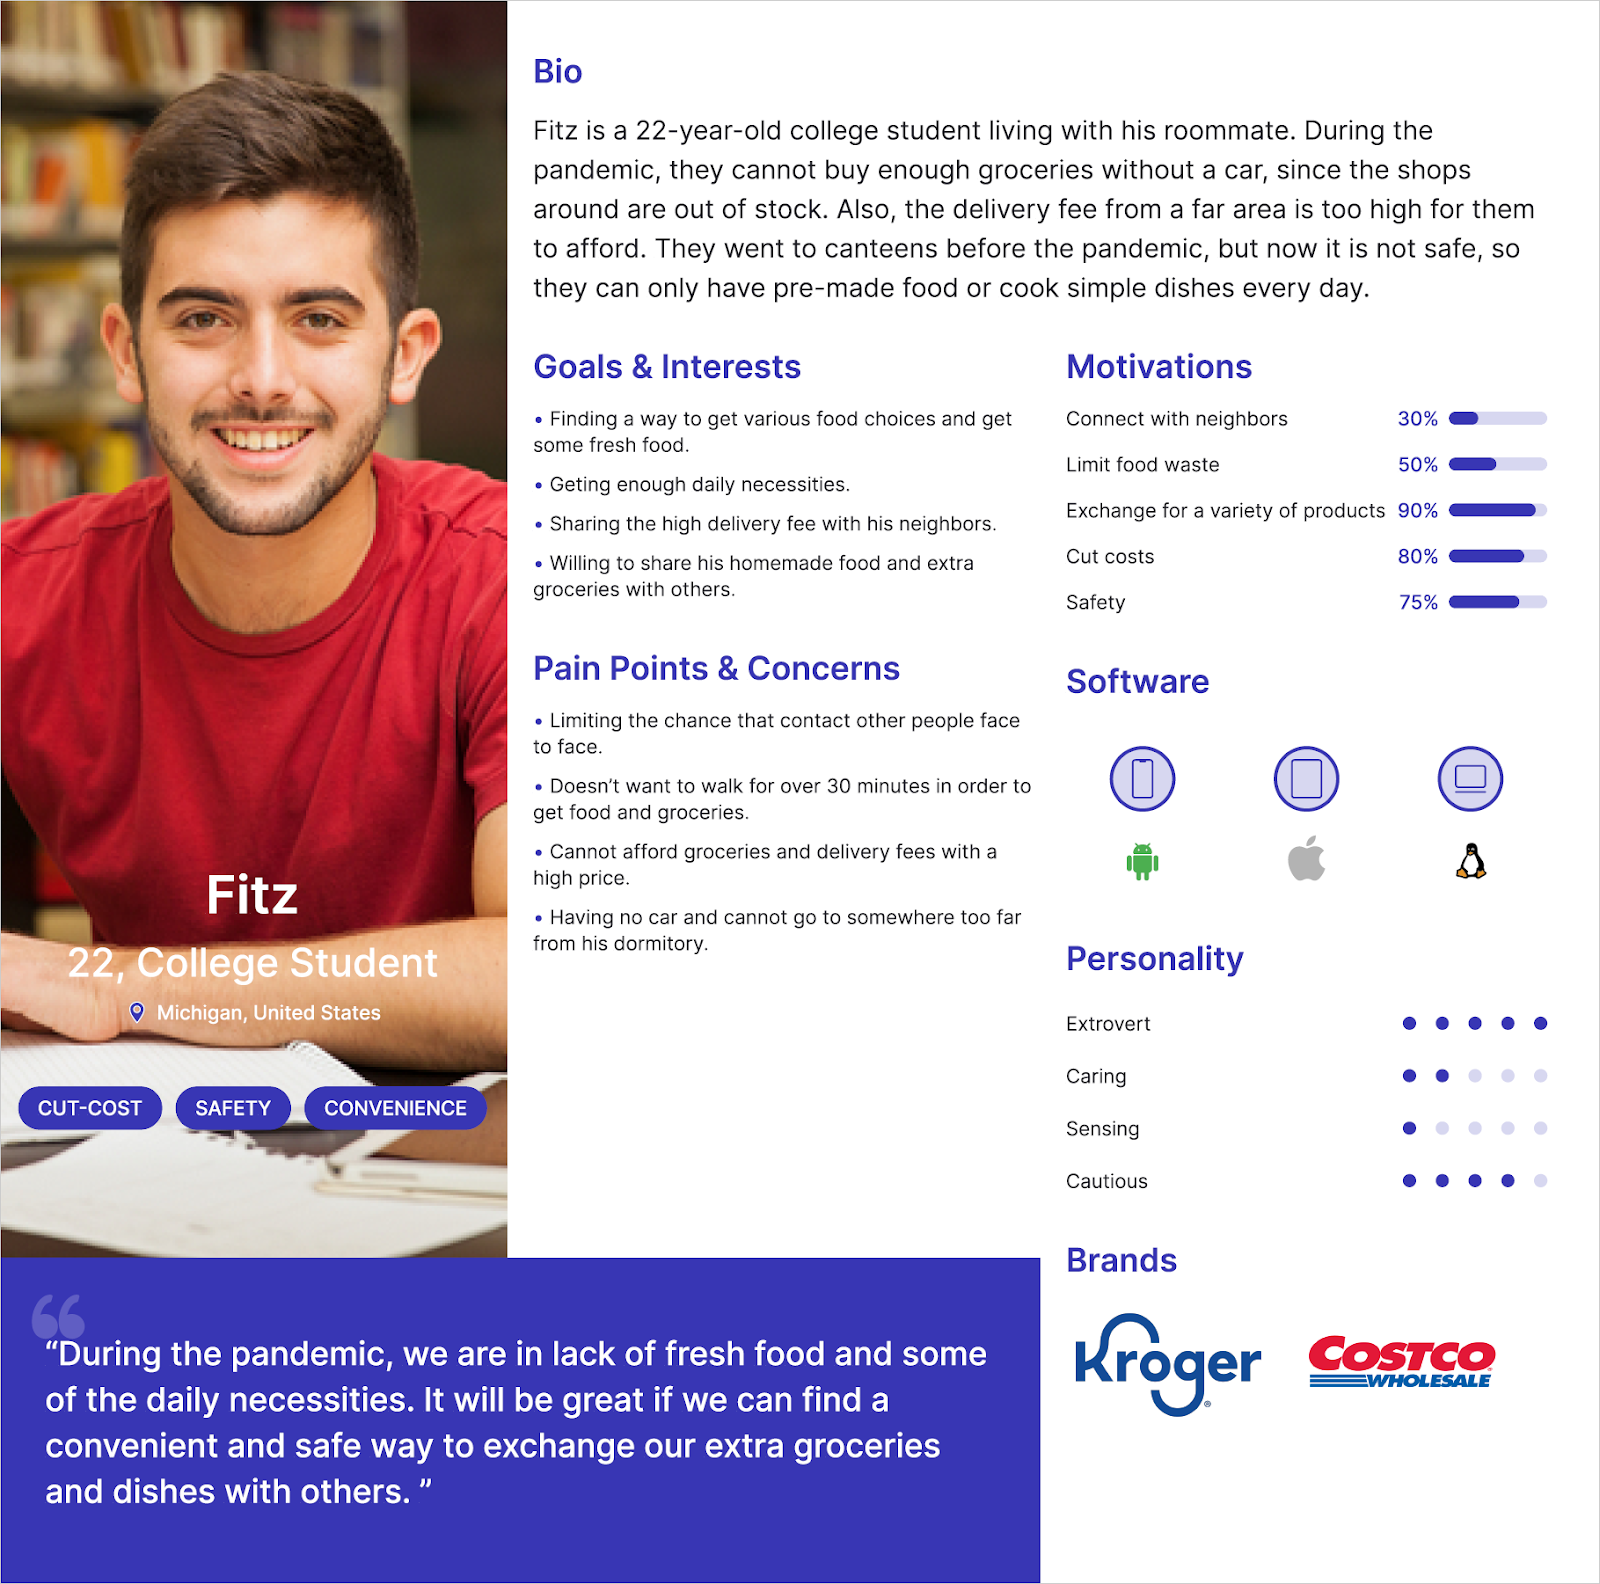 Bio
Fitz is a 22-year-old college student living with his roommate. During the
pandemic, they cannot buy enough groceries without a car, since the shops
around are out of stock. Also, the delivery fee from a far area is too high for them
to afford. They went to canteens before the pandemic, but now it is not safe, so
they can only have pre-made food or cook simple dishes every day.
Goals & Interests
• Finding a way to get various food choices and get
some fresh food.
• Geting enough daily necessities.
• Sharing the high delivery fee with his neighbors.
• Willing to share his homemade food and extra
groceries with others.
Pain Points & Concerns
• Limiting the chance that contact other people face
to face.
• Doesn’t want to walk for over 30 minutes in order to
get food and groceries.
• Cannot afford groceries and delivery fees with a
high price.
• Having no car and cannot go to somewhere too far
from his dormitory.
Motivations
Connect with neighbors 30%
Limit food waste 50%
Exchange for a variety of products 90%
Cut costs 80%
Safety 75%
Software
Personality
Extrovert
Caring
Sensing
Cautious
Brands
Kroger
COSTCO
WHOLESALE
Fitz
22, College Student
Michigan, United States
CUT-COST SAFETY CONVENIENCE
“During the pandemic, we are in lack of fresh food and some
of the daily necessities. It will be great if we can find a
convenient and safe way to exchange our extra groceries
and dishes with others. ”